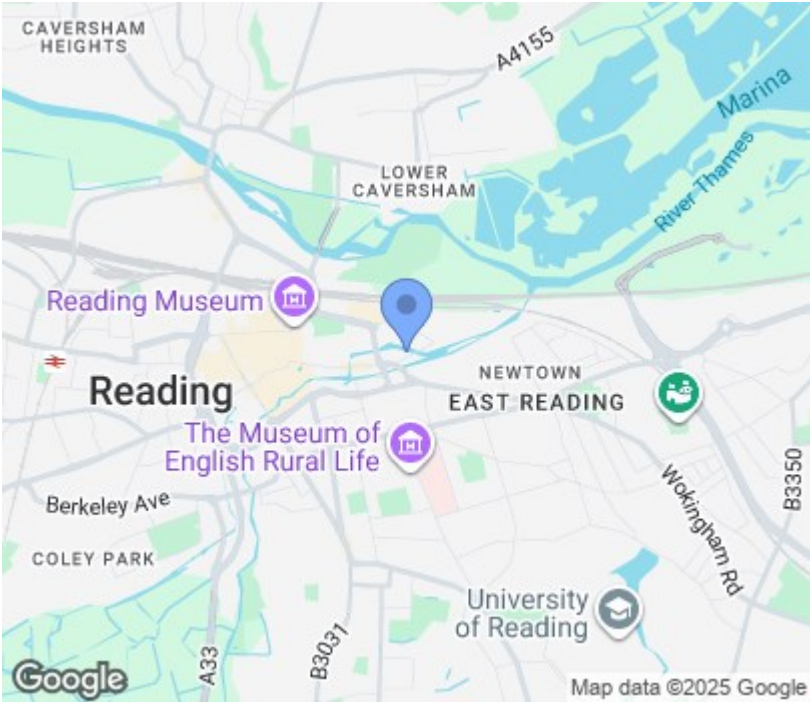 CAVERSHAM
HEIGHTS
A4155
Marina
LOWER
CAVERSHAM
River Thames
Reading Museum
Reading
NEWTOWN
EAST READING
The Museum of
English Rural Life
Berkeley Ave
Wokingham Rd
B3350
COLEY PARK
University
of Reading
A33
B3031
Google
Map data ©2025 Google